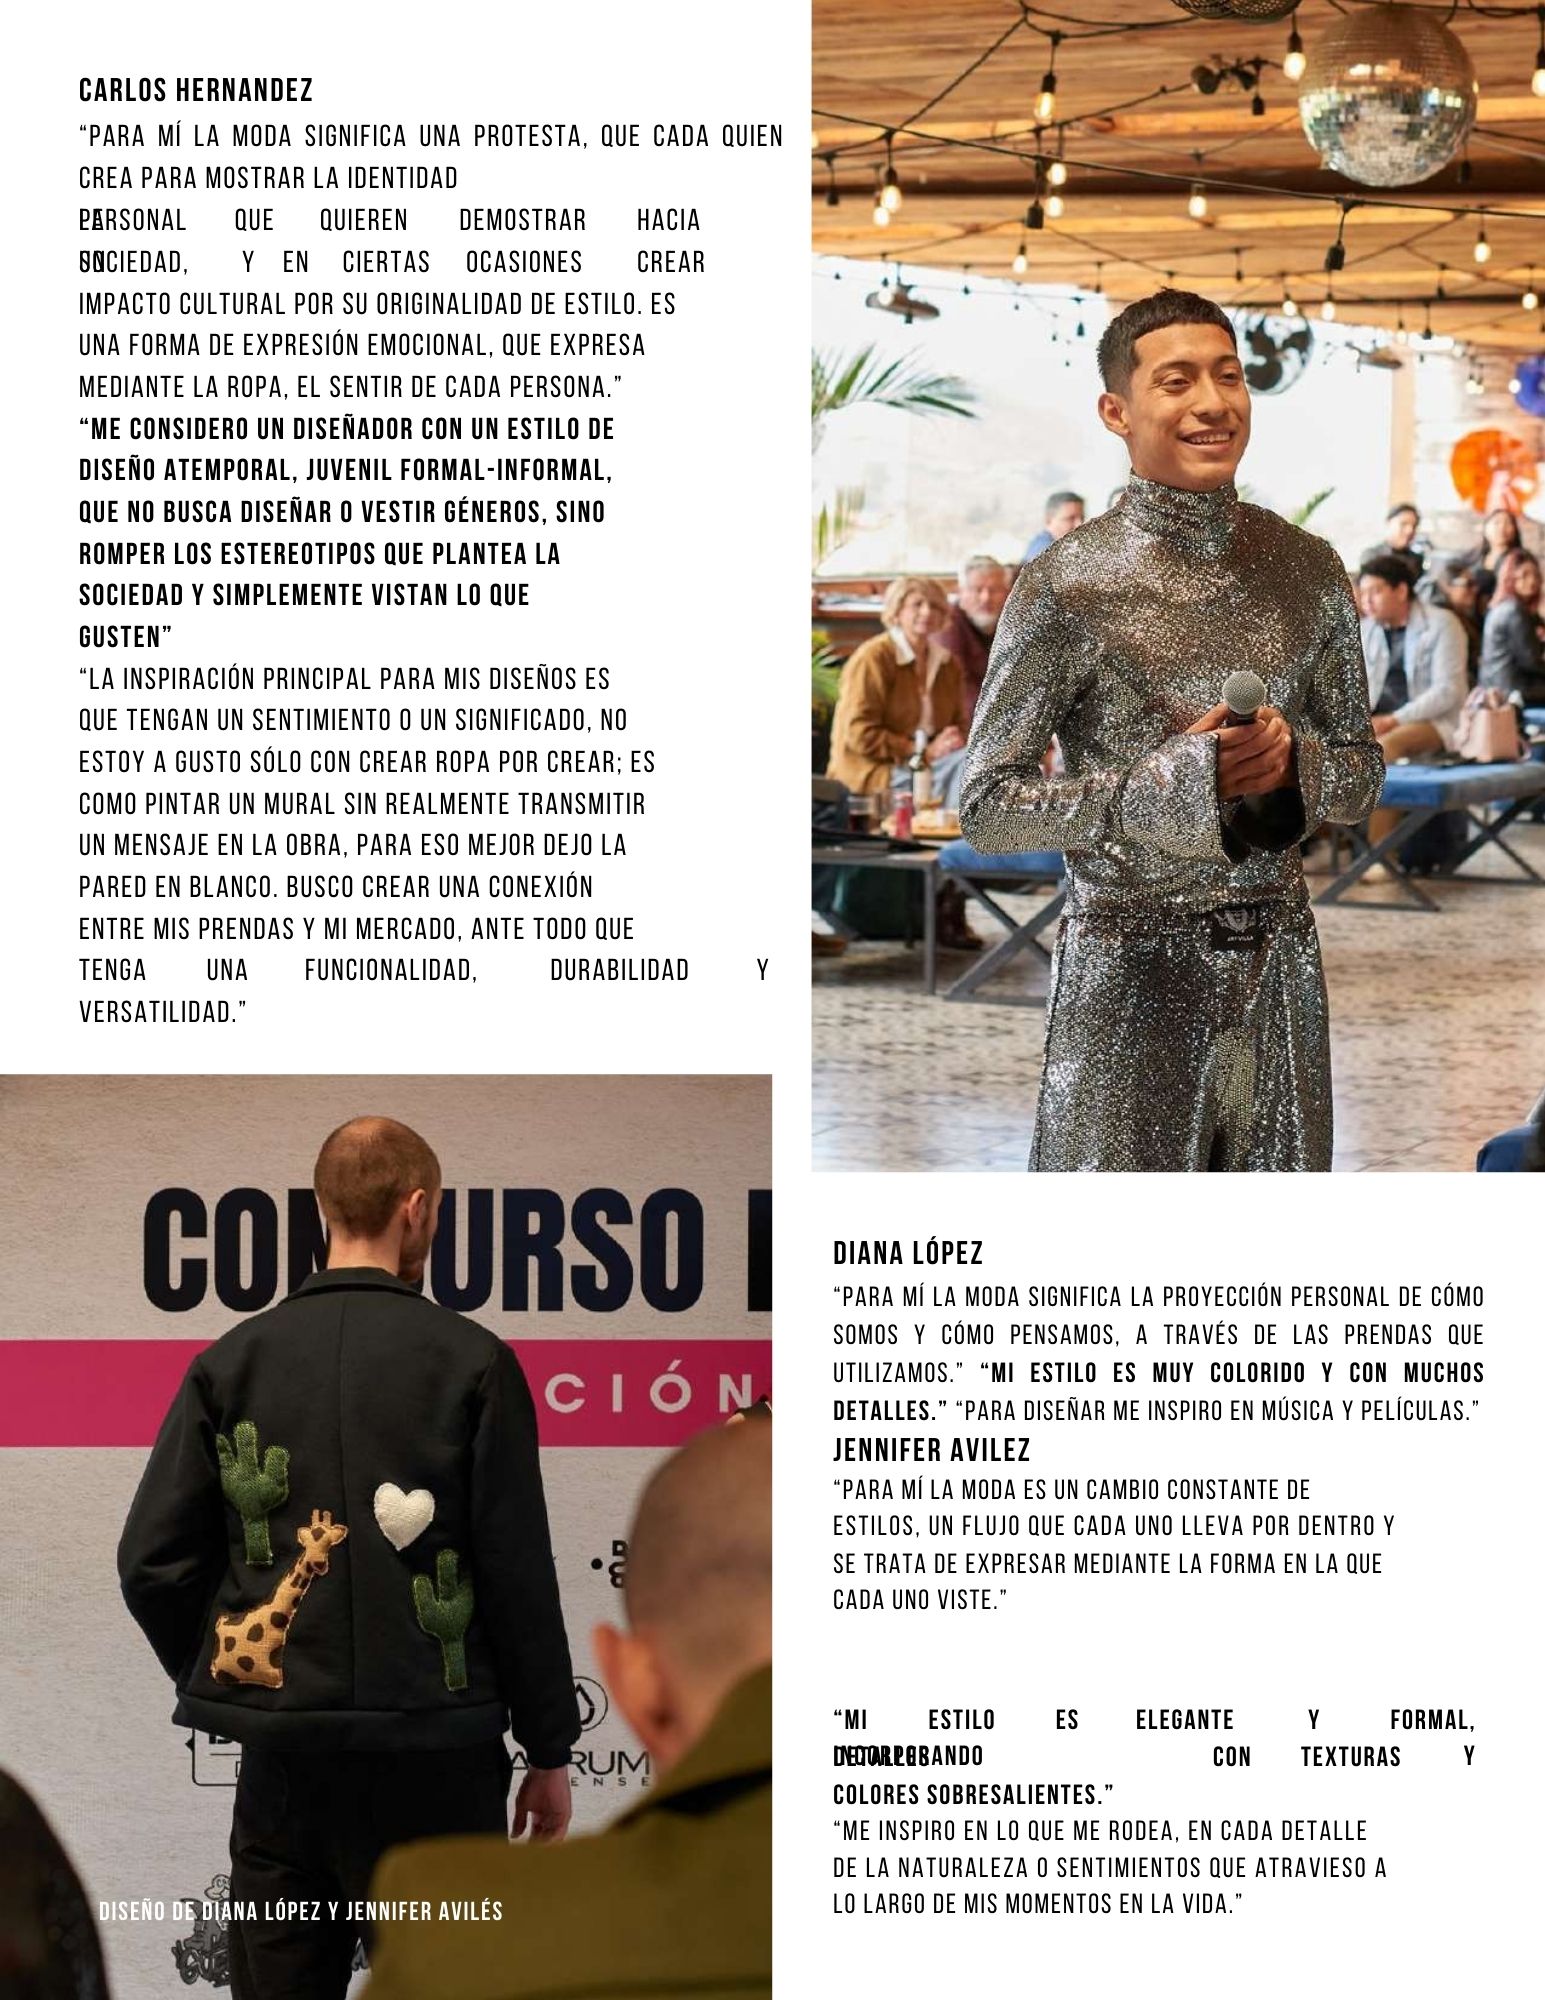 CARLOS HERNANDEZ
“PARA MÍ LA MODA SIGNIFICA UNA PROTESTA, QUE CADA QUIEN
CREA PARA MOSTRAR LA IDENTIDAD
PERSONAL QUE QUIEREN DEMOSTRAR HACIA LA
SOCIEDAD, Y EN CIERTAS OCASIONES CREAR UN
IMPACTO CULTURAL POR SU ORIGINALIDAD DE ESTILO. ES
UNA FORMA DE EXPRESIÓN EMOCIONAL, QUE EXPRESA
MEDIANTE LA ROPA, EL SENTIR DE CADA PERSONA.”
“ME CONSIDERO UN DISEÑADOR CON UN ESTILO DE
DISEÑO ATEMPORAL, JUVENIL FORMAL-INFORMAL,
QUE NO BUSCA DISEÑAR O VESTIR GÉNEROS, SINO
ROMPER LOS ESTEREOTIPOS QUE PLANTEA LA
SOCIEDAD Y SIMPLEMENTE VISTAN LO QUE
GUSTEN”
“LA INSPIRACIÓN PRINCIPAL PARA MIS DISEÑOS ES
QUE TENGAN UN SENTIMIENTO O UN SIGNIFICADO, NO
ESTOY A GUSTO SÓLO CON CREAR ROPA POR CREAR; ES
COMO PINTAR UN MURAL SIN REALMENTE TRANSMITIR
UN MENSAJE EN LA OBRA, PARA ESO MEJOR DEJO LA
PARED EN BLANCO. BUSCO CREAR UNA CONEXIÓN
ENTRE MIS PRENDAS Y MI MERCADO, ANTE TODO QUE
TENGA UNA FUNCIONALIDAD, DURABILIDAD Y
VERSATILIDAD.”
CIÓN
DISEÑO DE DIANA LÓPEZ Y JENNIFER AVILÉS
DIANA LÓPEZ
“PARA MÍ LA MODA SIGNIFICA LA PROYECCIÓN PERSONAL DE CÓMO
SOMOS Y CÓMO PENSAMOS, A TRAVÉS DE LAS PRENDAS QUE
UTILIZAMOS.” “MI ESTILO ES MUY COLORIDO Y CON MUCHOS
DETALLES.” “PARA DISEÑAR ME INSPIRO EN MÚSICA Y PELÍCULAS.”
JENNIFER AVILEZ
“PARA MÍ LA MODA ES UN CAMBIO CONSTANTE DE
ESTILOS, UN FLUJO QUE CADA UNO LLEVA POR DENTRO Y
SE TRATA DE EXPRESAR MEDIANTE LA FORMA EN LA QUE
CADA UNO VISTE.”
“MI ESTILO ES ELEGANTE Y FORMAL,
INCORPORANDO
DETALLES CON TEXTURAS Y
COLORES SOBRESALIENTES.”
“ME INSPIRO EN LO QUE ME RODEA, EN CADA DETALLE
DE LA NATURALEZA O SENTIMIENTOS QUE ATRAVIESO A
LO LARGO DE MIS MOMENTOS EN LA VIDA.”